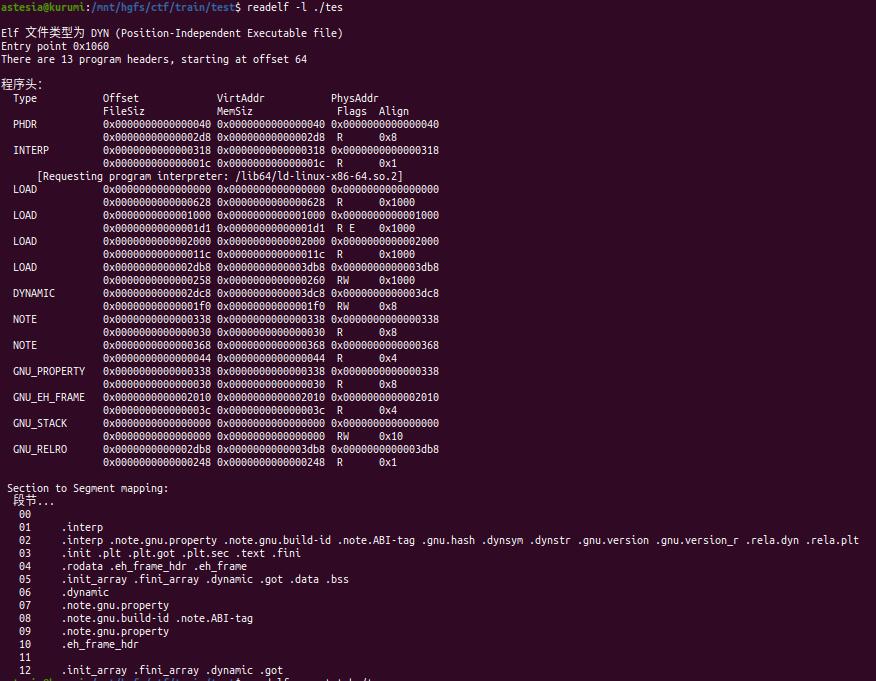 astesia@kurumi:/mnt/hgfs/ctf/train/test$ readelf -l ./tes
Elf 文件类型为 DYN (Position-Independent Executable file)
Entry point 0x1060
There are 13 program headers, starting at offset 64
程序头：
Type Offset VirtAddr PhysAddr
FileSiz MemSiz Flags Align
PHDR 0x0000000000000040 0x0000000000000040 0x0000000000000040
0x00000000000002d8 0x00000000000002d8 R 0x8
INTERP 0x0000000000000318 0x0000000000000318 0x0000000000000318
0x000000000000001c 0x000000000000001c R 0x1
[Requesting program interpreter: /lib64/ld-linux-x86-64.so.2]
LOAD 0x0000000000000000 0x0000000000000000 0x0000000000000000
0x0000000000000628 0x0000000000000628 R 0x1000
LOAD 0x0000000000001000 0x0000000000001000 0x0000000000001000
0x00000000000001d1 0x00000000000001d1 R E 0x1000
LOAD 0x0000000000002000 0x0000000000002000 0x0000000000002000
0x000000000000011c 0x000000000000011c R 0x1000
LOAD 0x0000000000002db8 0x0000000000003db8 0x0000000000003db8
0x0000000000000258 0x0000000000000260 RW 0x1000
DYNAMIC 0x0000000000002dc8 0x0000000000003dc8 0x0000000000003dc8
0x00000000000001f0 0x00000000000001f0 RW 0x8
NOTE 0x0000000000000338 0x0000000000000338 0x0000000000000338
0x0000000000000030 0x0000000000000030 R 0x8
NOTE 0x0000000000000368 0x0000000000000368 0x0000000000000368
0x0000000000000044 0x0000000000000044 R 0x4
GNU_PROPERTY 0x0000000000000338 0x0000000000000338 0x0000000000000338
0x0000000000000030 0x0000000000000030 R 0x8
GNU_EH_FRAME 0x0000000000002010 0x0000000000002010 0x0000000000002010
0x000000000000003c 0x000000000000003c R 0x4
GNU_STACK 0x0000000000000000 0x0000000000000000 0x0000000000000000
0x0000000000000000 0x0000000000000000 RW 0x10
GNU_RELRO 0x0000000000002db8 0x0000000000003db8 0x0000000000003db8
0x0000000000000248 0x0000000000000248 R 0x1
Section to Segment mapping:
段节...
00
01 .interp
02 .interp .note.gnu.property .note.gnu.build-id .note.ABI-tag .gnu.hash .dynsym .dynstr .gnu.version .gnu.version_r .rela.dyn .rela.plt
03 .init .plt .plt.got .plt.sec .text .fini
04 .rodata .eh_frame_hdr .eh_frame
05 .init_array .fini_array .dynamic .got .data .bss
06 .dynamic
07 .note.gnu.property
08 .note.gnu.build-id .note.ABI-tag
09 .note.gnu.property
10 .eh_frame_hdr
11
12 .init_array .fini_array .dynamic .got